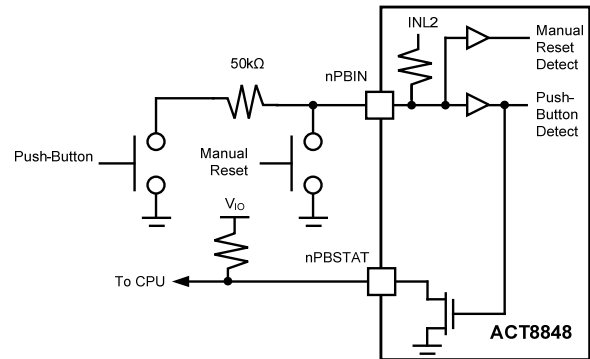 INL2
Manual
Reset
Detect
50kΩ
nPBIN
Push-
Button
Detect
Push-Button
Manual
Reset
VIO
nPBSTAT
To CPU
ACT8848